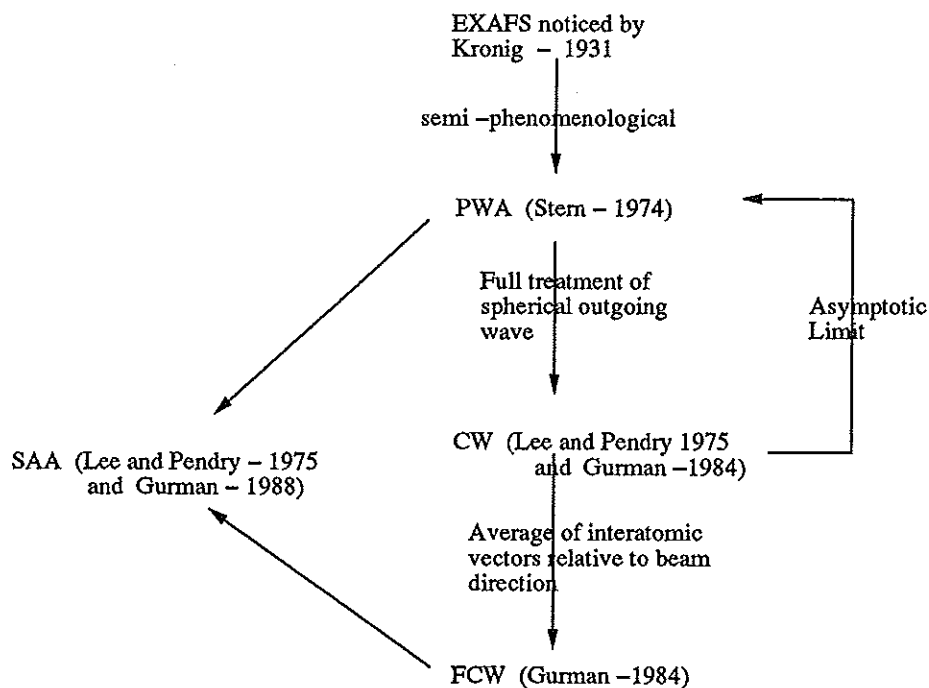 EXAFS noticed by
Kronig – 1931
semi –phenomenological
PWA (Stern – 1974)
Full treatment of
spherical outgoing
wave
Asymptotic
Limit
CW (Lee and Pendry 1975
and Gurman –1984)
SAA (Lee and Pendry – 1975
and Gurman – 1988)
Average of interatomic
vectors relative to beam
direction
FCW (Gurman –1984)